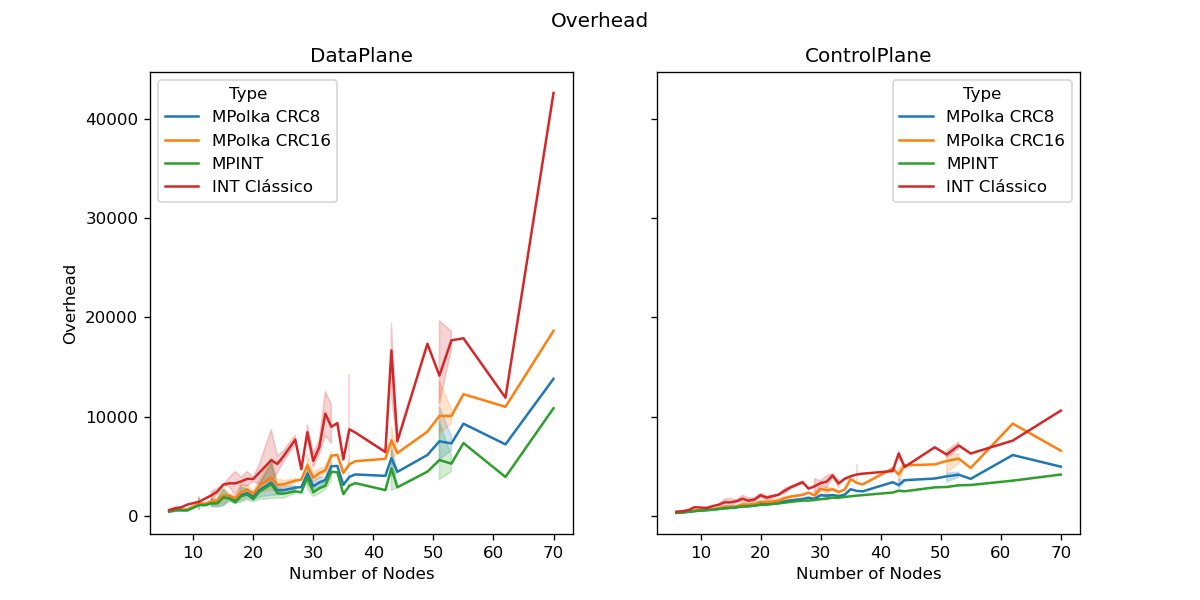 Overhead
DataPlane
Type
MPolka CRC8
MPolka CRC16
MPINT
INT Clássico
40000
30000
20000
10000
0
Overhead
10 20 30 40 50 60 70
Number of Nodes
ControlPlane
Type
MPolka CRC8
MPolka CRC16
MPINT
INT Clássico
10 20 30 40 50 60 70
Number of Nodes